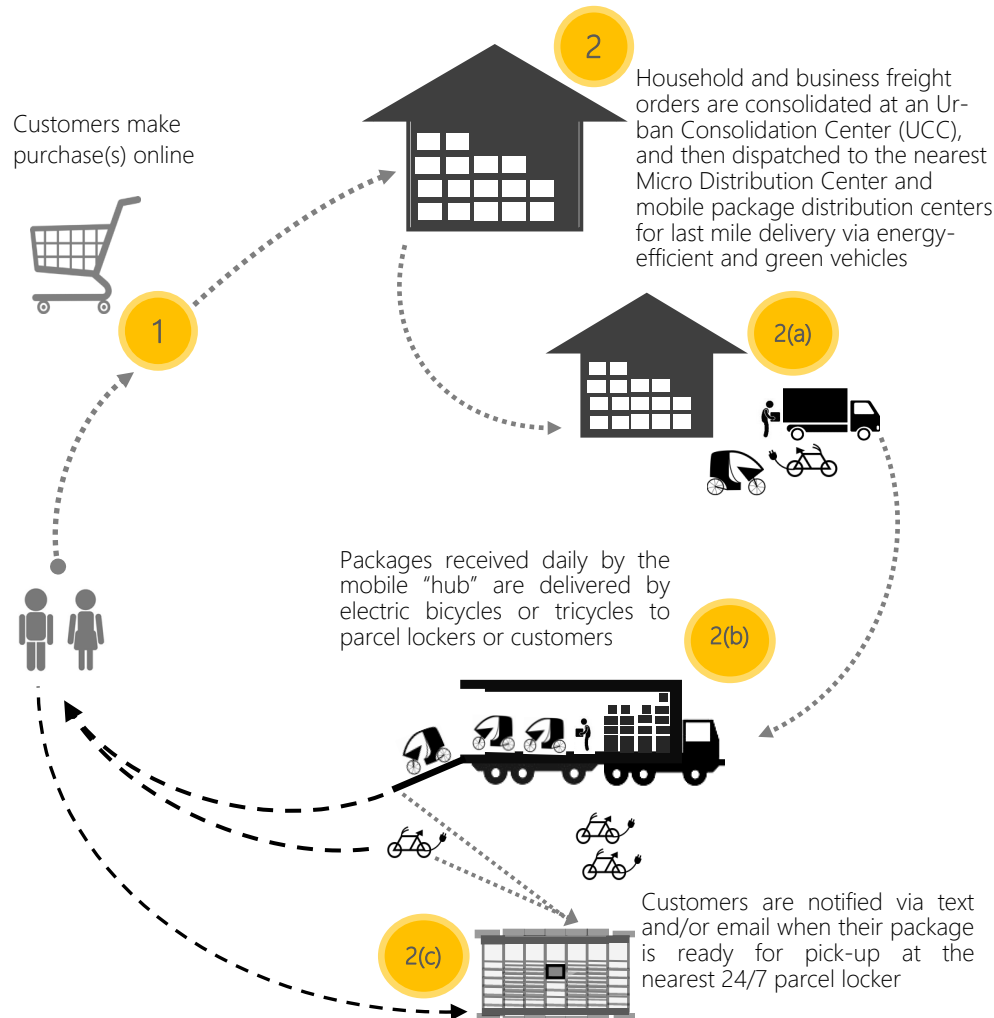 Customers make
purchase(s) online
1
2
Household and business freight
orders are consolidated at an Ur-
ban Consolidation Center (UCC),
and then dispatched to the nearest
Micro Distribution Center and
mobile package distribution centers
for last mile delivery via energy-
efficient and green vehicles
2(a)
Packages received daily by the
mobile “hub” are delivered by
electric bicycles or tricycles to
parcel lockers or customers
2(b)
Customers are notified via text
and/or email when their package
is ready for pick-up at the
nearest 24/7 parcel locker
2(c)